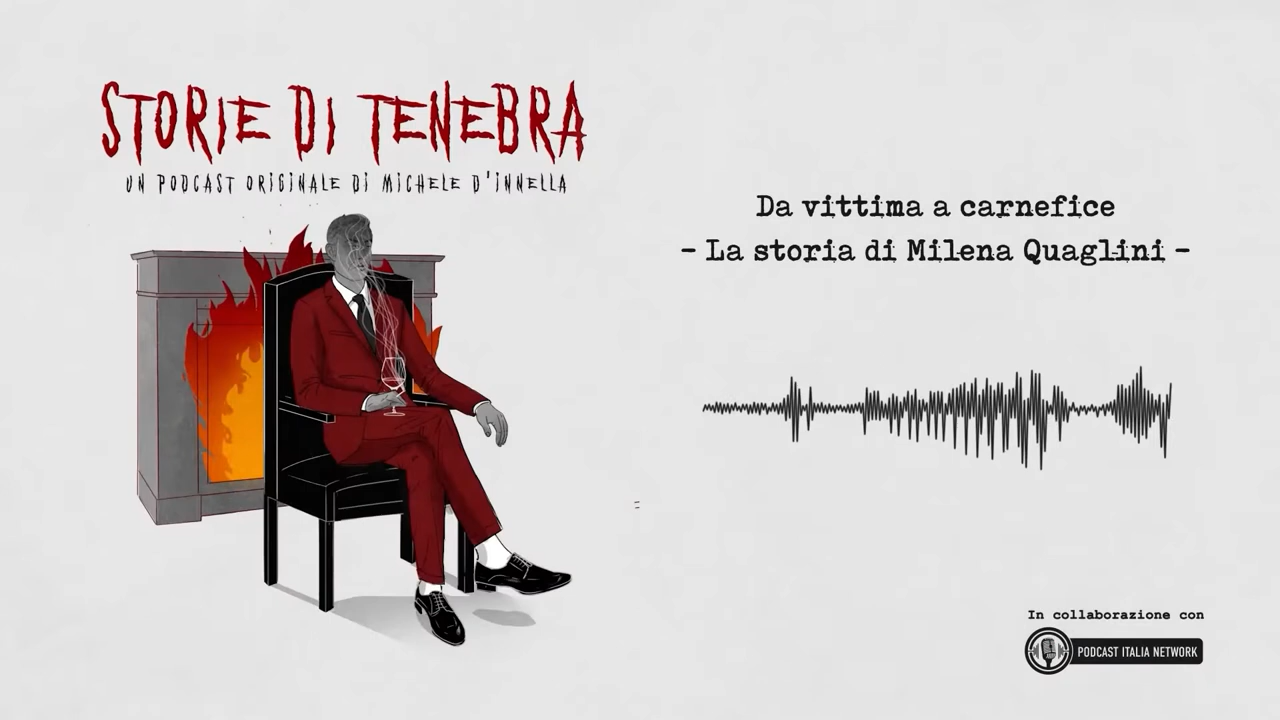 STORIE DI TENEBRA
UN PODCAST ORIGINALE DI MICHELE D'INNELLA
Da vittima a carnefice
- La storia di Milena Quaglini -
In collaborazione con
PODCAST ITALIA NETWORK